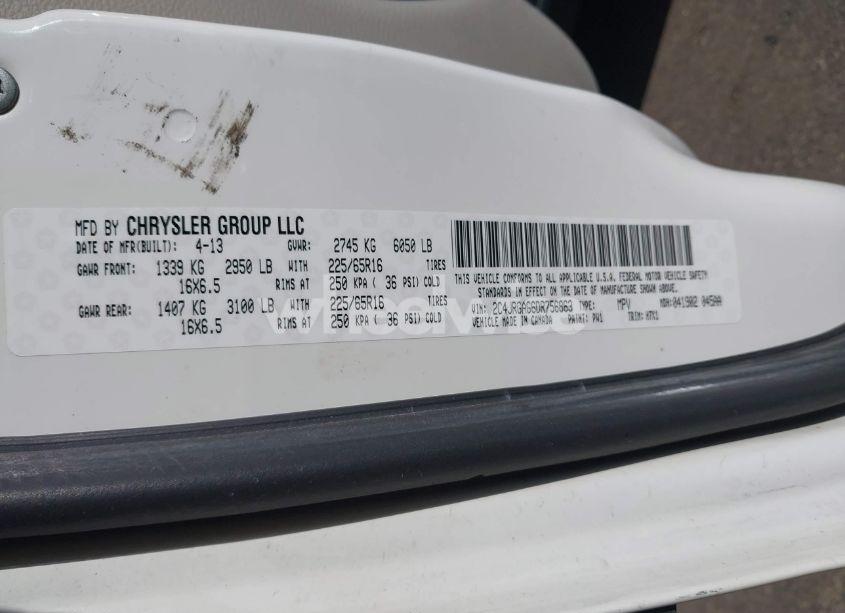 MFD BY CHRYSLER GROUP LLC
DATE OF MFR(BUILT): 4-13 GVWR: 2745 KG 6050 LB
GAWR FRONT: 1339 KG 2950 LB WITH 225/65R16 TIRES
16X6.5 RIMS AT 250 KPA ( 36 PSI) COLD
GAWR REAR: 1407 KG 3100 LB WITH 225/65R16 TIRES
16X6.5 RIMS AT 250 KPA ( 36 PSI) COLD
THIS VEHICLE CONFORMS TO ALL APPLICABLE U.S.A. FEDERAL MOTOR VEHICLE SAFETY
STANDARDS IN EFFECT ON THE DATE OF MANUFACTURE SHOWN ABOVE.
VIN: TYPE: MPV MDH: 041902 045AA
VEHICLE MADE IN CANADA PAINT: PW1 TRIM: